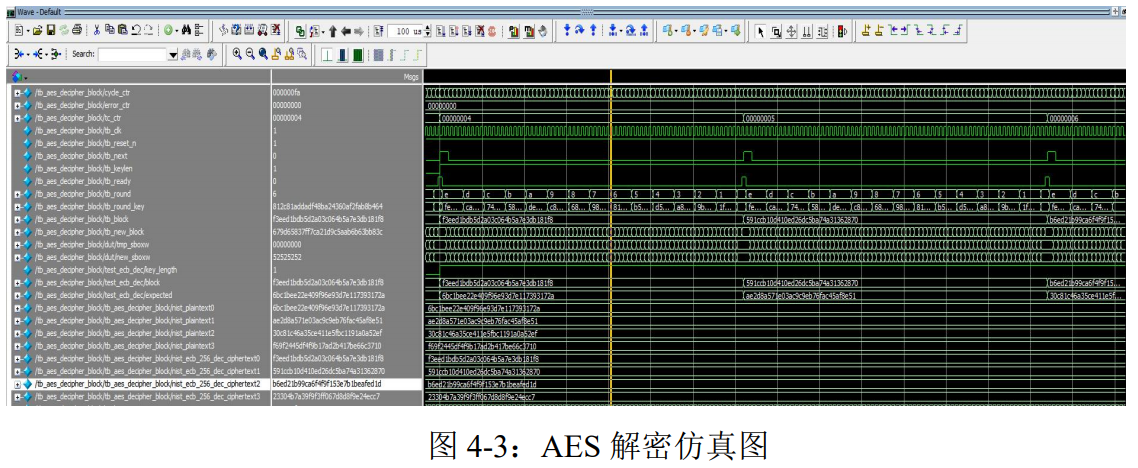 Wave - Default
100 us
Search:
Msgs
/tb_aes_decipher_block/cycle_ctr 000000fa
/tb_aes_decipher_block/error_ctr 00000000 00000000
/tb_aes_decipher_block/tc_ctr 00000004 00000004 00000005 00000006
/tb_aes_decipher_block/tb_clk 1
/tb_aes_decipher_block/tb_reset_n 1
/tb_aes_decipher_block/tb_next 0
/tb_aes_decipher_block/tb_keylen 1
/tb_aes_decipher_block/tb_ready 0
/tb_aes_decipher_block/tb_round 6 e d c b a 9 8 7 6 5 4 3 2 1 e d c b a 9 8 7 6 5 4 3 2 1 e d c b
/tb_aes_decipher_block/tb_round_key 812c81addadf48ba24360af2fab8b464 fe... ca... 74... 58... de... c8... 68... 98... 81... b5... d5... a8... 9b... 1f... fe... ca... 74... 58... de... c8... 68... 98... 81... b5... d5... a8... 9b... 1f... fe... ca... 74...
/tb_aes_decipher_block/tb_block f3eed1bdb5d2a03c064b5a7e3db181f8 f3eed1bdb5d2a03c064b5a7e3db181f8 591ccb10d410ed26dc5ba74a31362870 b6ed21b99ca6f4f9f15...
/tb_aes_decipher_block/tb_new_block 679d65837ff7ca21d9c5aab6b63bb83c
/tb_aes_decipher_block/dut/tmp_sboxw 00000000
/tb_aes_decipher_block/dut/new_sboxw 52525252
/tb_aes_decipher_block/test_ecb_dec/key_length 1
/tb_aes_decipher_block/test_ecb_dec/block f3eed1bdb5d2a03c064b5a7e3db181f8 f3eed1bdb5d2a03c064b5a7e3db181f8 591ccb10d410ed26dc5ba74a31362870 b6ed21b99ca6f4f9f15...
/tb_aes_decipher_block/test_ecb_dec/expected 6bc1bee22e409f96e93d7e117393172a 6bc1bee22e409f96e93d7e117393172a ae2d8a571e03ac9c9eb76fac45af8e51 30c81c46a35ce411e5f...
/tb_aes_decipher_block/tb_aes_decipher_block/nist_plaintext0 6bc1bee22e409f96e93d7e117393172a 6bc1bee22e409f96e93d7e117393172a
/tb_aes_decipher_block/tb_aes_decipher_block/nist_plaintext1 ae2d8a571e03ac9c9eb76fac45af8e51 ae2d8a571e03ac9c9eb76fac45af8e51
/tb_aes_decipher_block/tb_aes_decipher_block/nist_plaintext2 30c81c46a35ce411e5fbc1191a0a52ef 30c81c46a35ce411e5fbc1191a0a52ef
/tb_aes_decipher_block/tb_aes_decipher_block/nist_plaintext3 f69f2445df4f9b17ad2b417be66c3710 f69f2445df4f9b17ad2b417be66c3710
/tb_aes_decipher_block/tb_aes_decipher_block/nist_ecb_256_dec_ciphertext0 f3eed1bdb5d2a03c064b5a7e3db181f8 f3eed1bdb5d2a03c064b5a7e3db181f8
/tb_aes_decipher_block/tb_aes_decipher_block/nist_ecb_256_dec_ciphertext1 591ccb10d410ed26dc5ba74a31362870 591ccb10d410ed26dc5ba74a31362870
/tb_aes_decipher_block/tb_aes_decipher_block/nist_ecb_256_dec_ciphertext2 b6ed21b99ca6f4f9f153e7b1beafed1d b6ed21b99ca6f4f9f153e7b1beafed1d
/tb_aes_decipher_block/tb_aes_decipher_block/nist_ecb_256_dec_ciphertext3 23304b7a39f9f3ff067d8d8f9e24ecc7 23304b7a39f9f3ff067d8d8f9e24ecc7
图 4-3：AES 解密仿真图